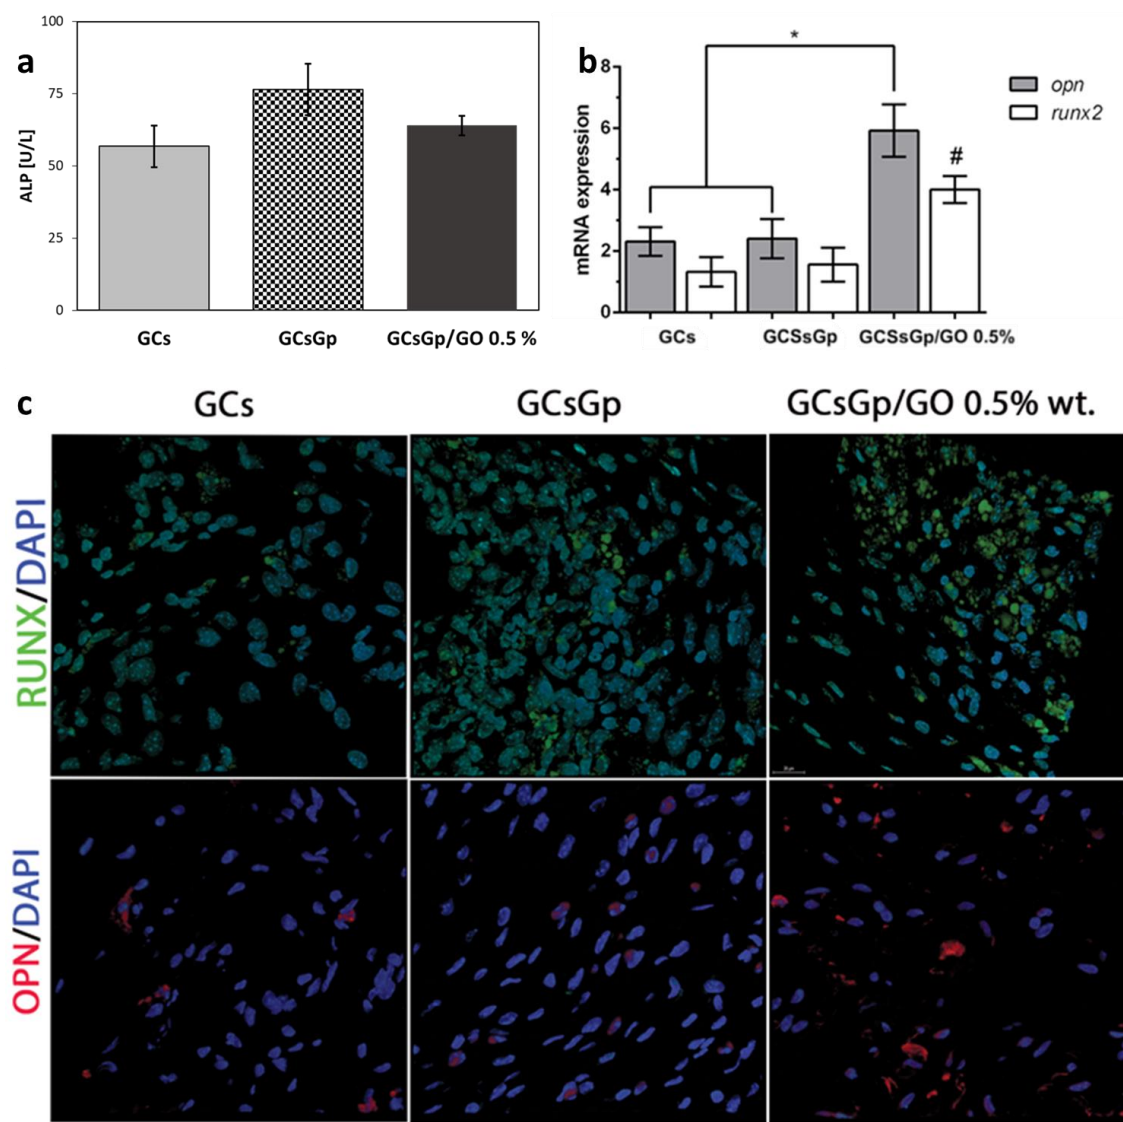 a
100
75
50
25
0
ALP [U/L]
GCs
GCsGp
GCsGp/GO 0.5 %
b
*
8
6
4
2
0
mRNA expression
opn
runx2
#
GCs
GCSsGp
GCSsGp/GO 0.5%
c
GCs
GCsGp
GCsGp/GO 0.5% wt.
RUNX/DAPI
OPN/DAPI